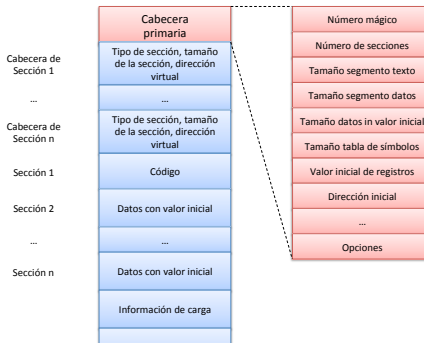 Cabecera
primaria
Cabecera de
Sección 1
Tipo de sección, tamaño
de la sección, dirección
virtual
...
...
Cabecera de
Sección n
Tipo de sección, tamaño
de la sección, dirección
virtual
Sección 1
Código
Sección 2
Datos con valor inicial
...
...
Sección n
Datos con valor inicial
Información de carga
Número mágico
Número de secciones
Tamaño segmento texto
Tamaño segmento datos
Tamaño datos in valor inicial
Tamaño tabla de símbolos
Valor inicial de registros
Dirección inicial
...
Opciones